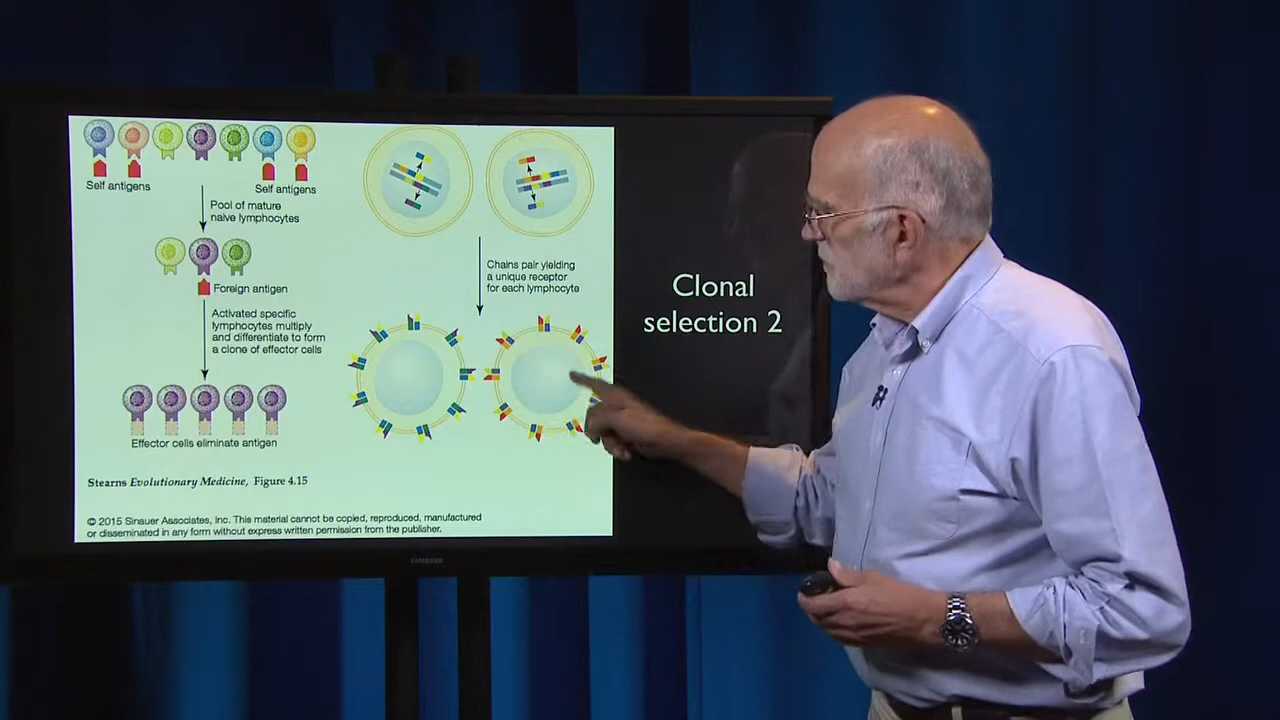 Self antigens
Self antigens
Pool of mature
naive lymphocytes
Foreign antigen
Activated specific
lymphocytes multiply
and differentiate to form
a clone of effector cells
Effector cells eliminate antigen
Chains pair yielding
a unique receptor
for each lymphocyte
Clonal
selection 2
Stearns Evolutionary Medicine, Figure 4.15
© 2015 Sinauer Associates, Inc. This material cannot be copied, reproduced, manufactured
or disseminated in any form without express written permission from the publisher.
SAMSUNG